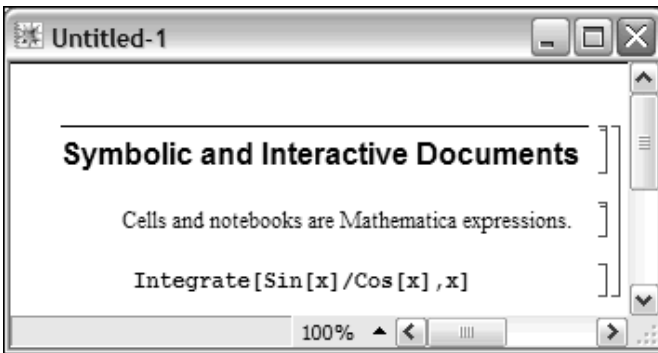 Untitled-1
Symbolic and Interactive Documents
Cells and notebooks are Mathematica expressions.
Integrate[Sin[x]/Cos[x],x]
100%